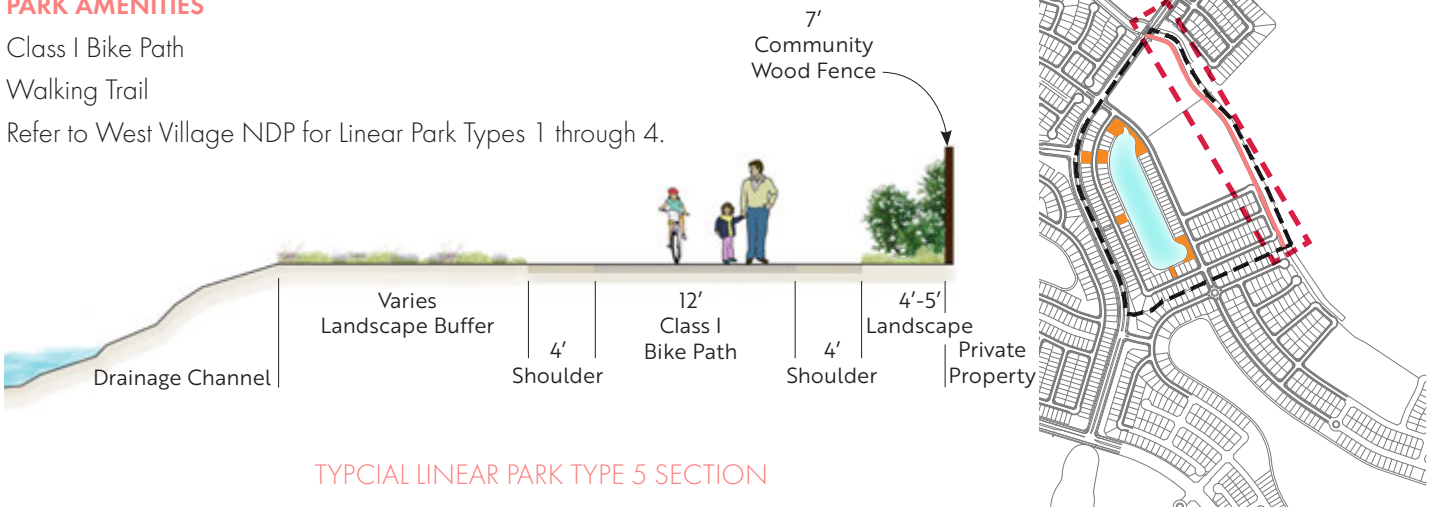 PARK AMENITIES
Class I Bike Path
Walking Trail
Refer to West Village NDP for Linear Park Types 1 through 4.
7’
Community
Wood Fence
Drainage Channel
Varies
Landscape Buffer
4’
Shoulder
12’
Class I
Bike Path
4’
Shoulder
4’-5’
Landscape
Private
Property
TYPCIAL LINEAR PARK TYPE 5 SECTION